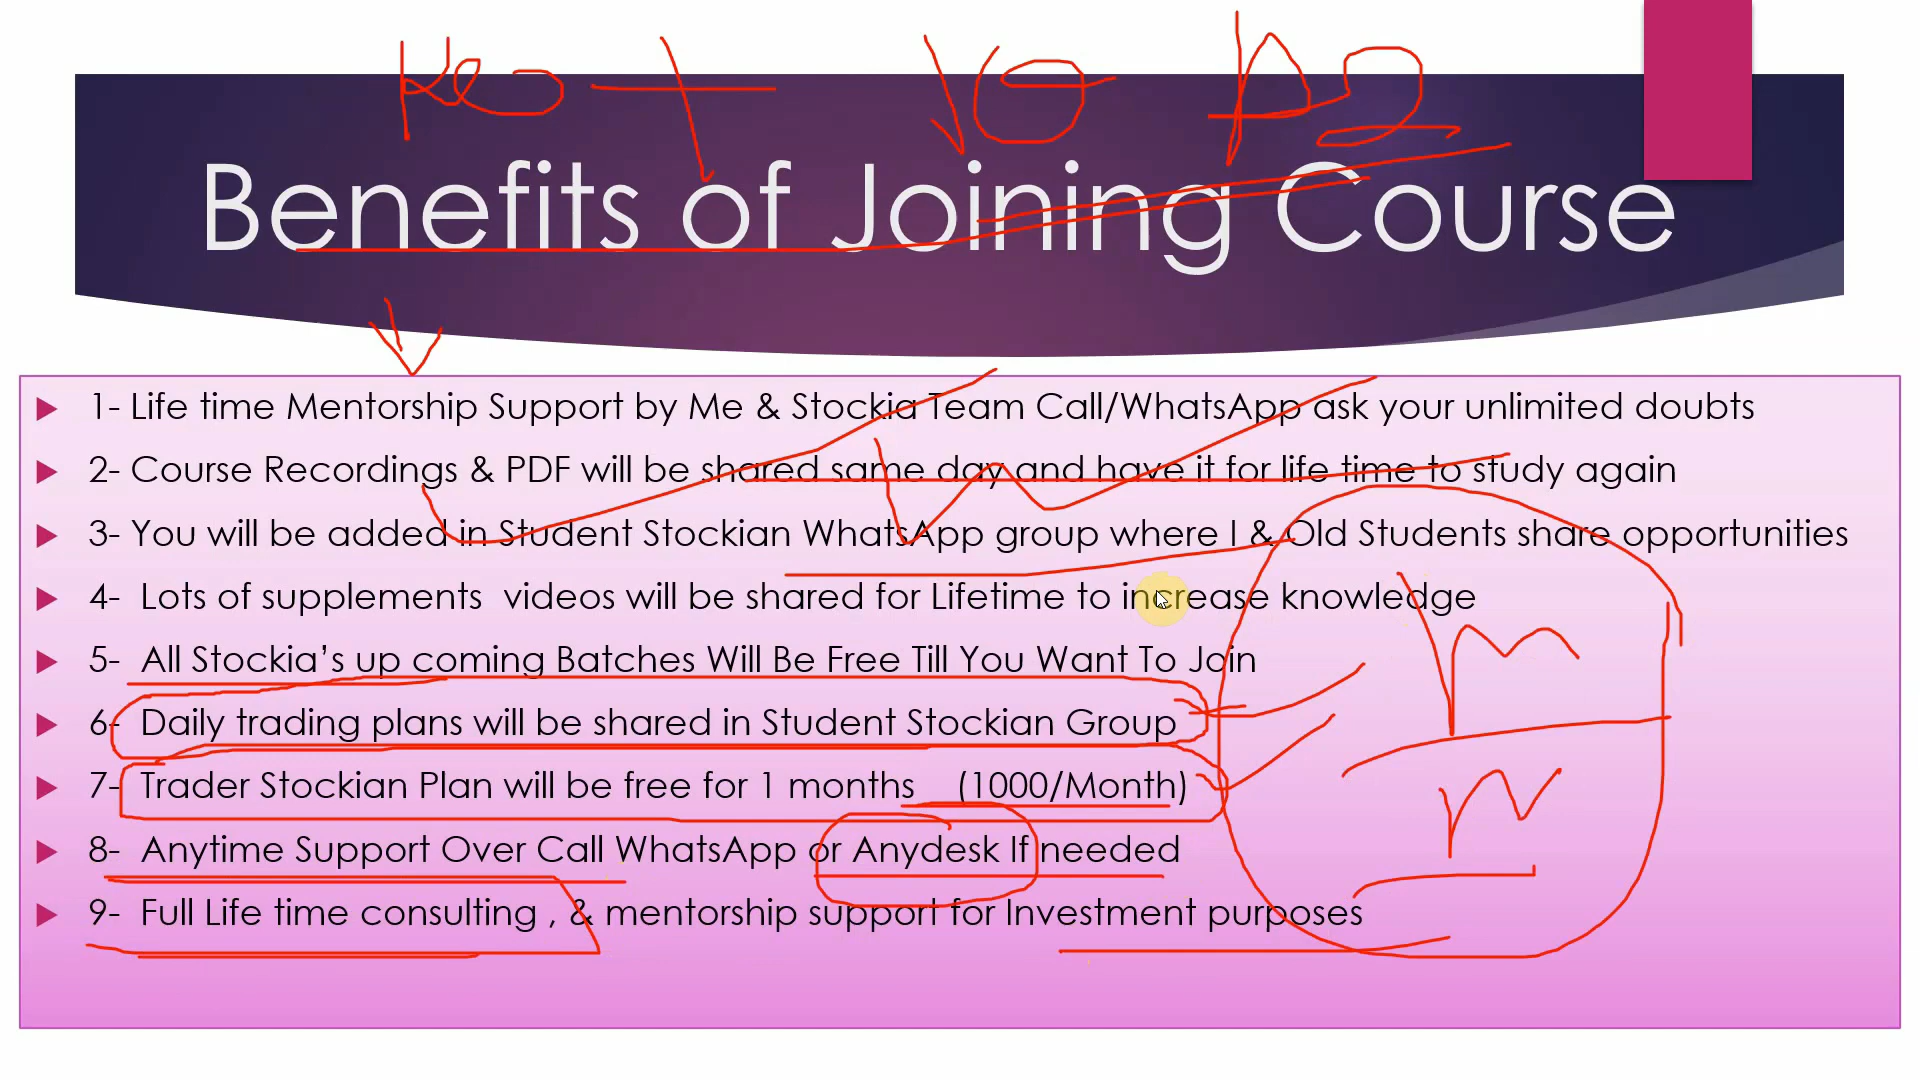 Benefits of Joining Course
1- Life time Mentorship Support by Me & Stockia Team Call/WhatsApp ask your unlimited doubts
2- Course Recordings & PDF will be shared same day and have it for life time to study again
3- You will be added in Student Stockian WhatsApp group where I & Old Students share opportunities
4- Lots of supplements videos will be shared for Lifetime to increase knowledge
5- All Stockia's up coming Batches Will Be Free Till You Want To Join
6- Daily trading plans will be shared in Student Stockian Group
7- Trader Stockian Plan will be free for 1 months (1000/Month)
8- Anytime Support Over Call WhatsApp or Anydesk If needed
9- Full Life time consulting , & mentorship support for Investment purposes